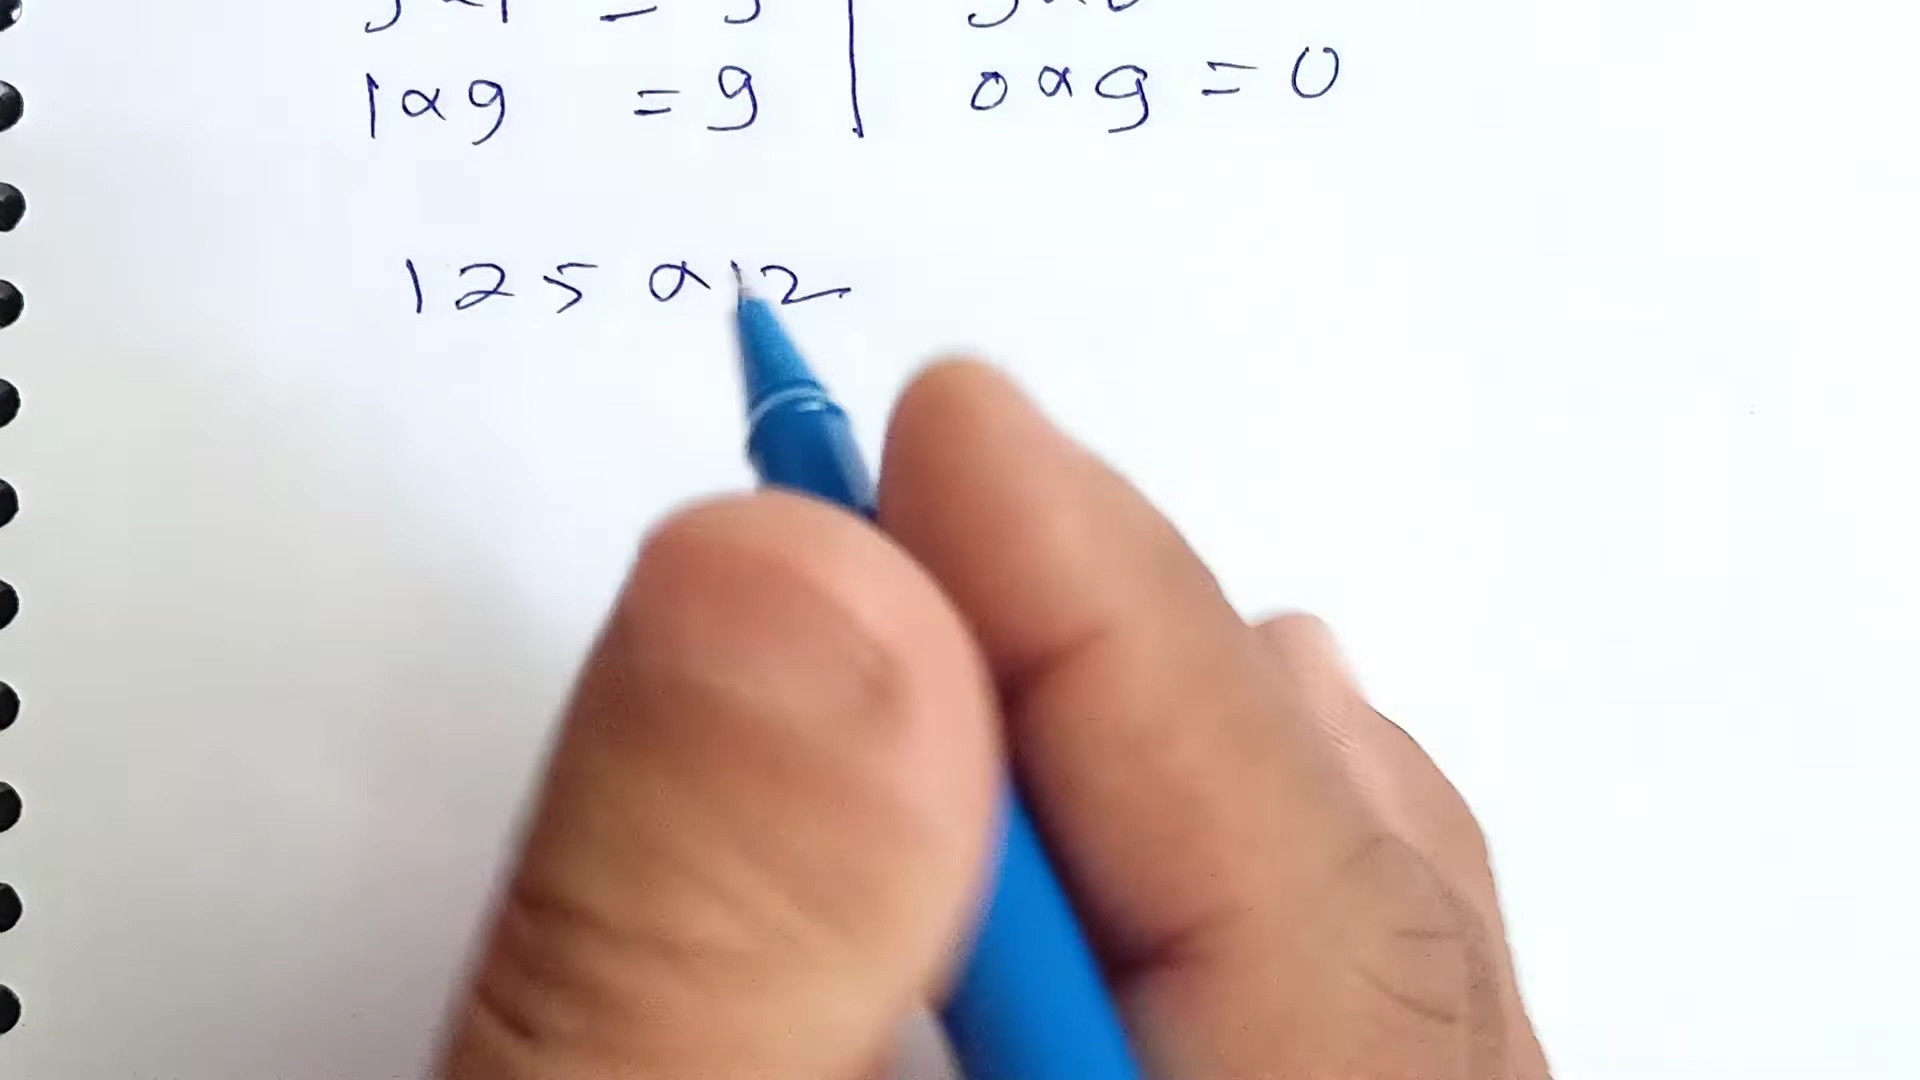 1 × 9 = 9 | 0 × 9 = 0
125 × 12